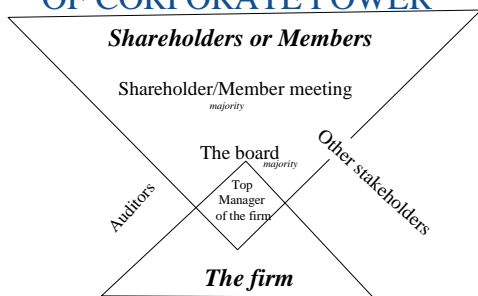 OF CORPORATE POWER
Shareholders or Members
Shareholder/Member meeting
majority
The board
majority
Other stakeholders
Auditors
Top
Manager
of the firm
The firm